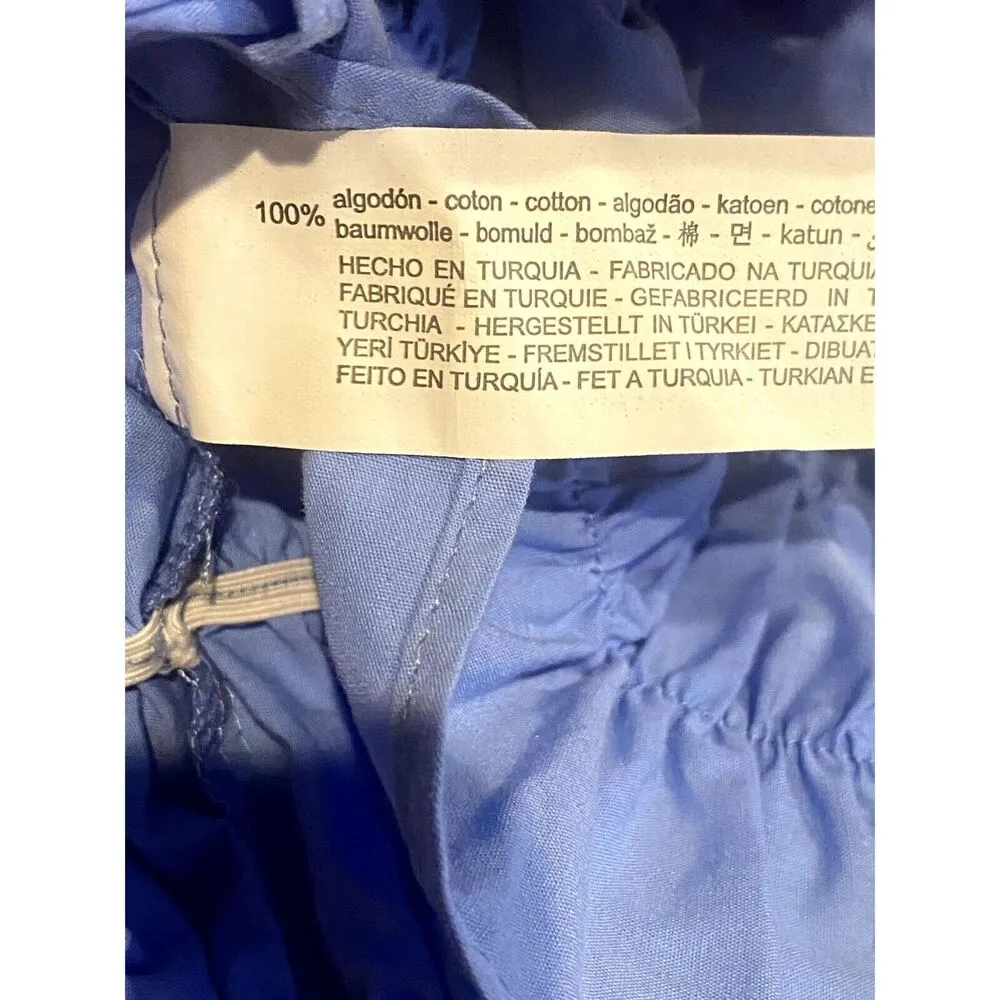 100% algodón - coton - cotton - algodão - katoen - cotone
baumwolle - bomuld - bombaž - 棉 - 면 - katun -
HECHO EN TURQUIA - FABRICADO NA TURQUIA
FABRIQUÉ EN TURQUIE - GEFABRICEERD IN T
TURCHIA - HERGESTELLT IN TÜRKEI - ΚΑΤΑΣΚΕ
YERİ TÜRKİYE - FREMSTILLET I TYRKIET - DIBUAT
FEITO EN TURQUÍA - FET A TURQUIA - TURKIAN E